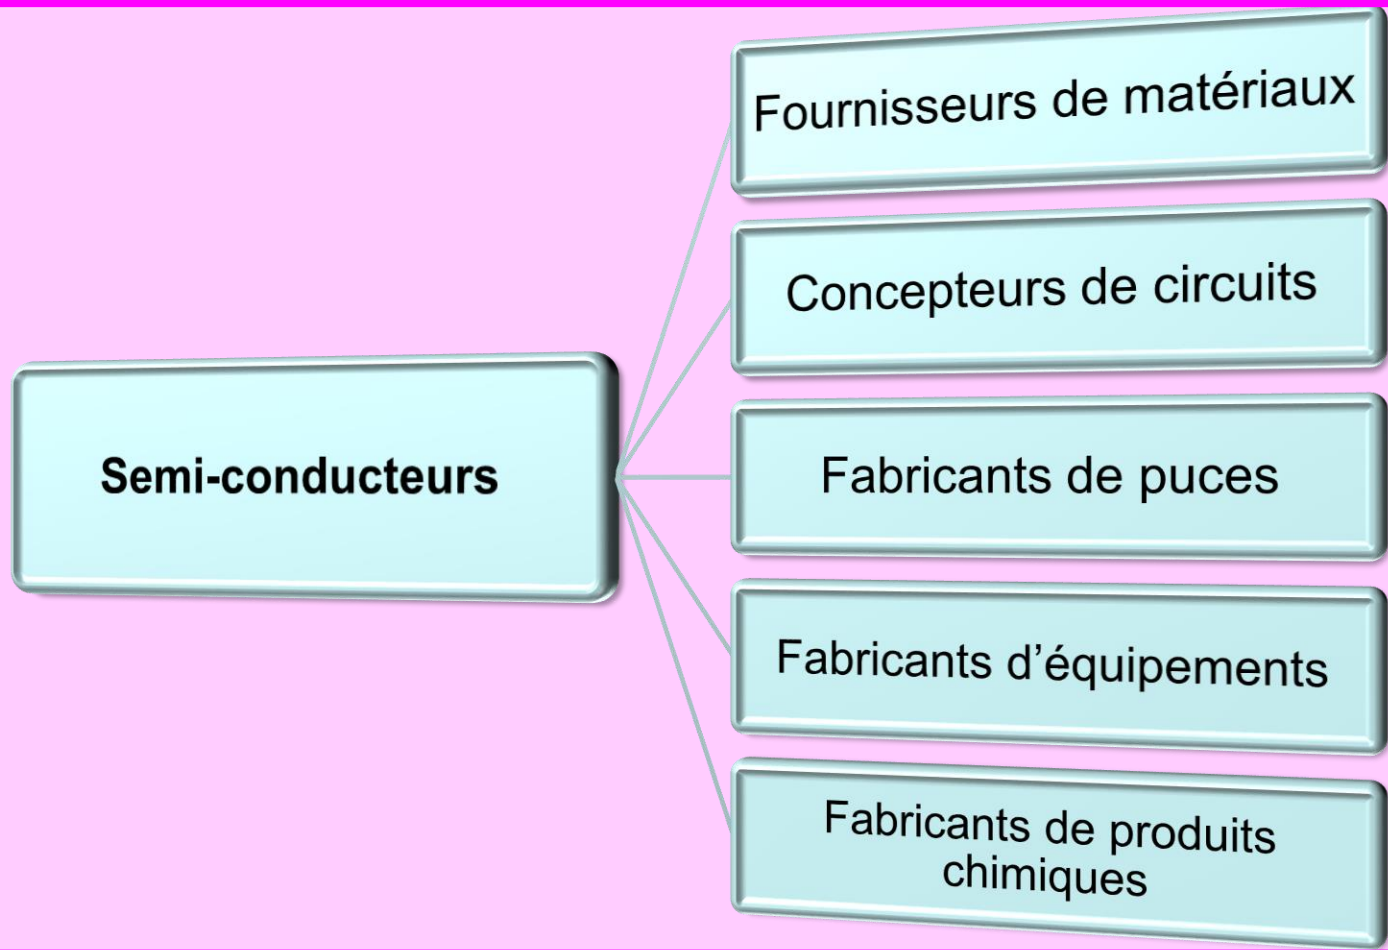 Fournisseurs de matériaux
Concepteurs de circuits
Semi-conducteurs
Fabricants de puces
Fabricants d’équipements
Fabricants de produits
chimiques